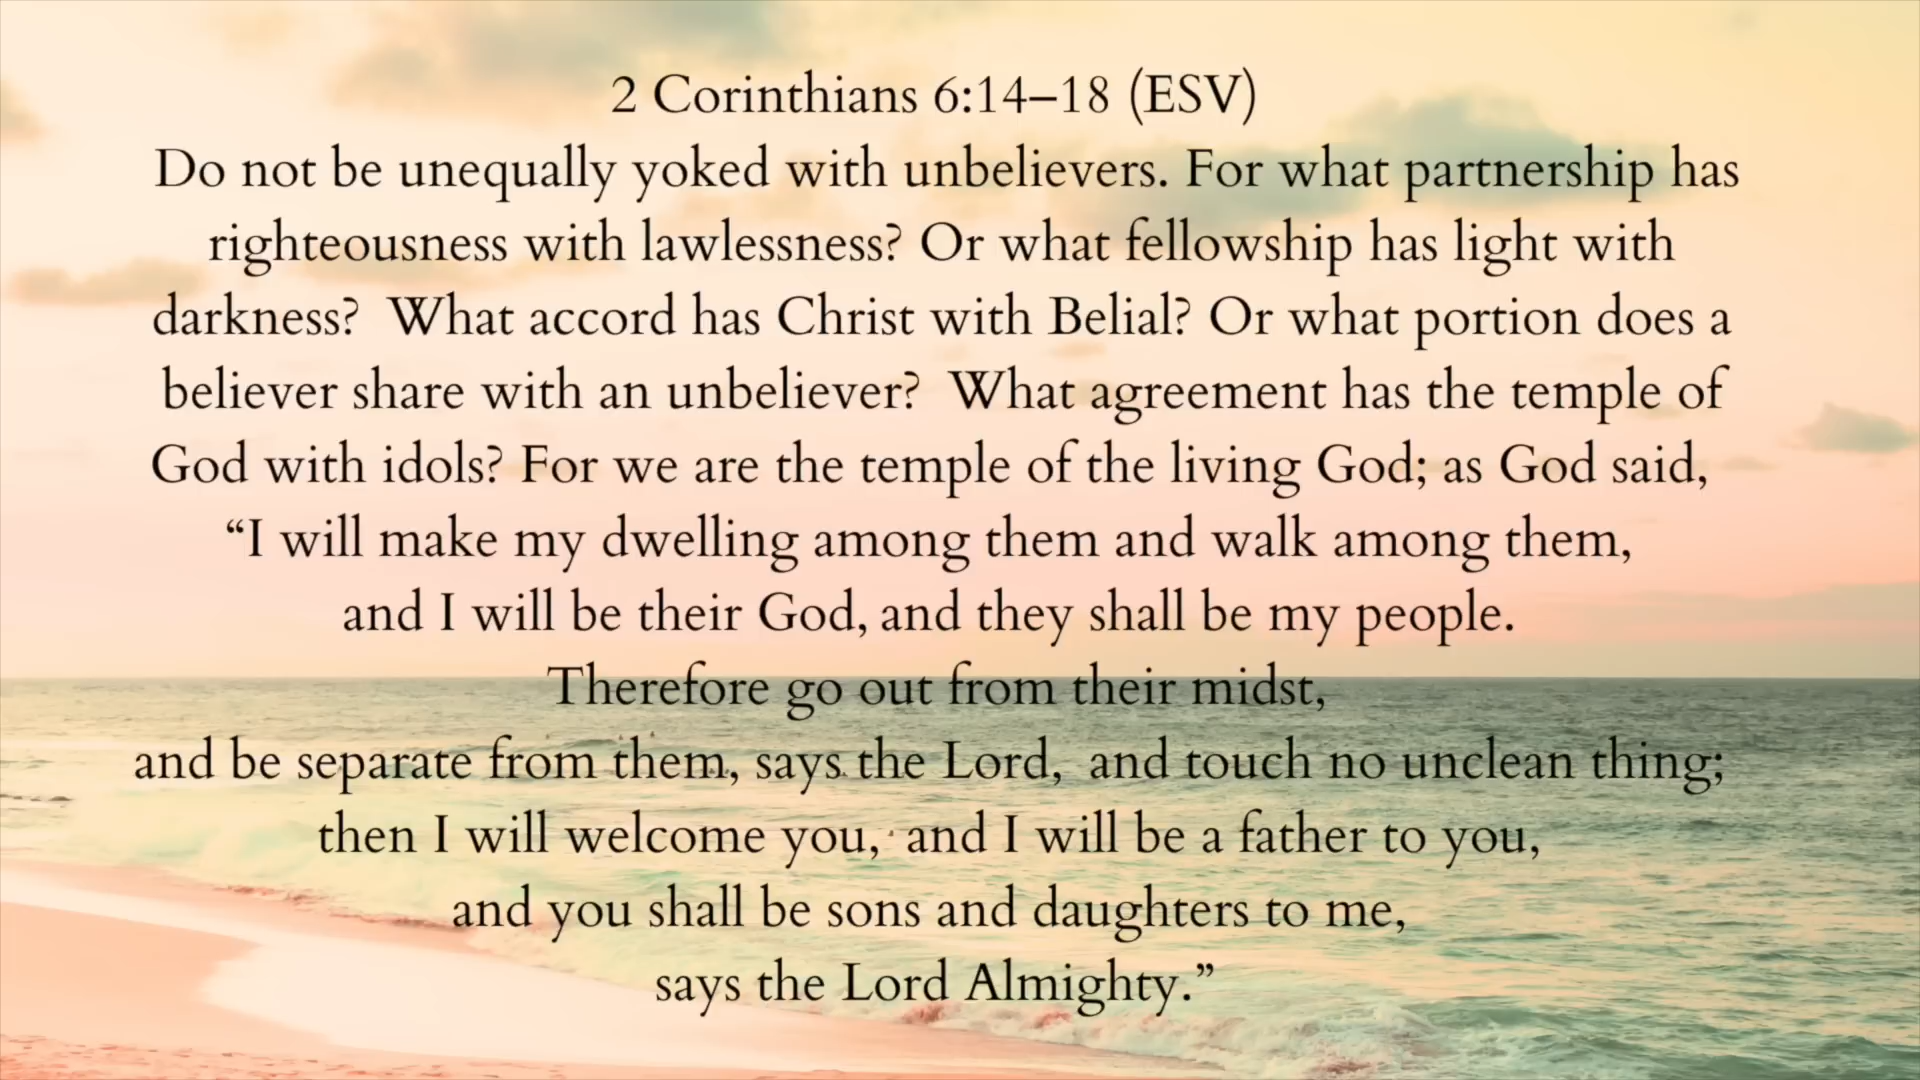 2 Corinthians 6:14–18 (ESV)
Do not be unequally yoked with unbelievers. For what partnership has
righteousness with lawlessness? Or what fellowship has light with
darkness?  What accord has Christ with Belial? Or what portion does a
believer share with an unbeliever?  What agreement has the temple of
God with idols? For we are the temple of the living God; as God said,
“I will make my dwelling among them and walk among them,
and I will be their God, and they shall be my people.
Therefore go out from their midst,
and be separate from them, says the Lord,  and touch no unclean thing;
then I will welcome you,  and I will be a father to you,
and you shall be sons and daughters to me,
says the Lord Almighty.”